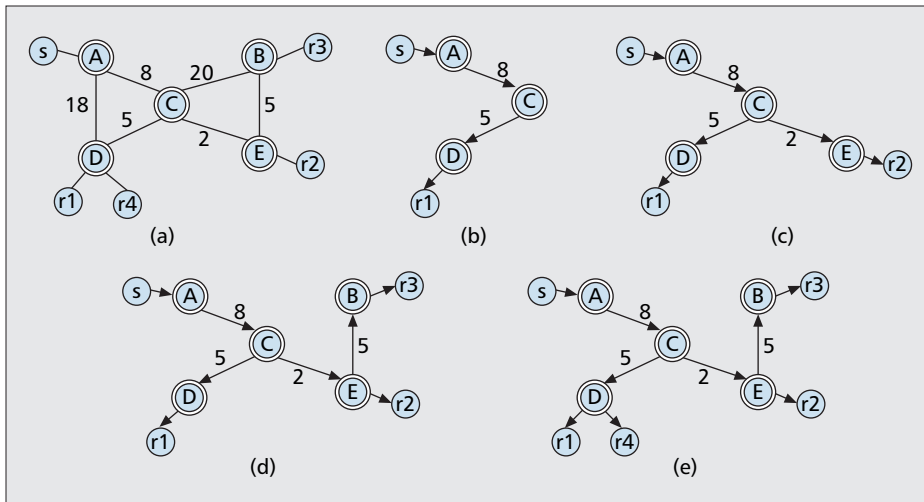 s A B r3
8 20
18 C 5
5 2
D E
r2
r1 r4
(a)
s A
8
C
5
D
r1
(b)
s A
8
C
5 2
D E
r2
r1
(c)
s A B r3
8
C 5
5 2
D E
r2
r1
(d)
s A B r3
8
C 5
5 2
D E
r2
r1 r4
(e)